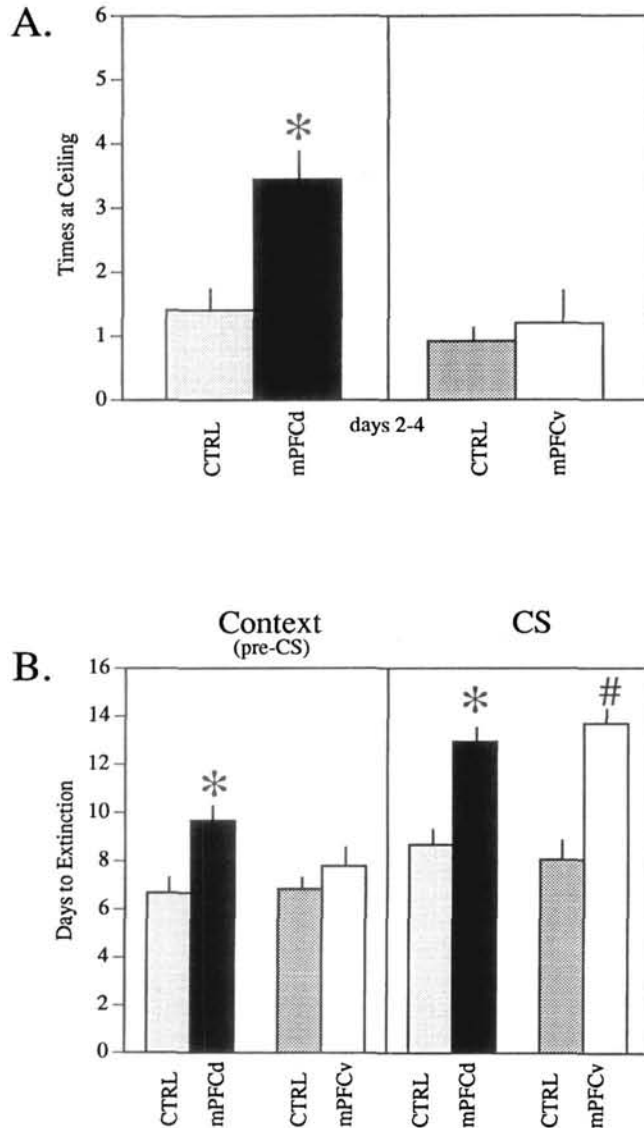 A.
6
5
4
3
2
1
0
Times at Ceiling
*
CTRL
mPFCd
days 2-4
CTRL
mPFCv
Context
(pre-CS)
CS
B.
16
14
12
10
8
6
4
2
0
Days to Extinction
*
*
#
CTRL
mPFCd
CTRL
mPFCv
CTRL
mPFCd
CTRL
mPFCv